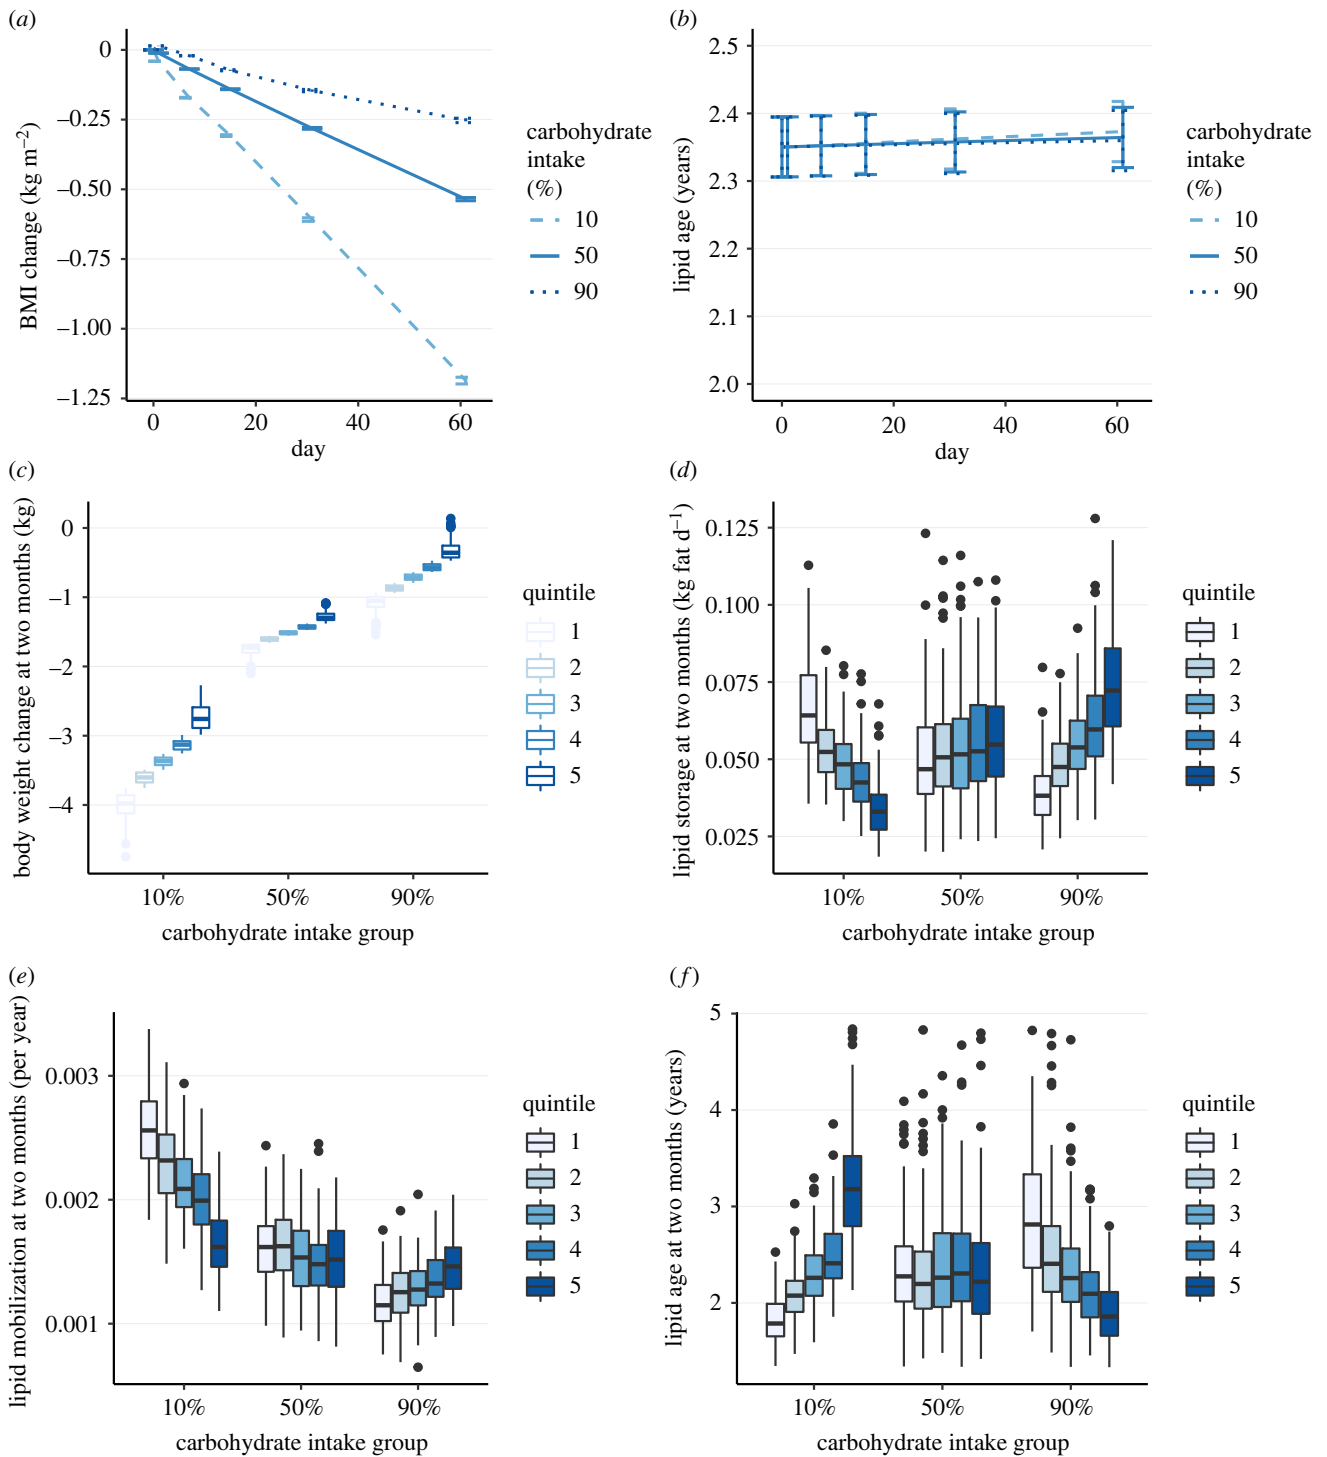 (a)
BMI change (kg m−2)
0
−0.25
−0.50
−0.75
−1.00
−1.25
0 20 40 60
day
carbohydrate
intake
(%)
10
50
90
(b)
lipid age (years)
2.5
2.4
2.3
2.2
2.1
2.0
0 20 40 60
day
carbohydrate
intake
(%)
10
50
90
(c)
body weight change at two months (kg)
0
−1
−2
−3
−4
10% 50% 90%
carbohydrate intake group
quintile
1
2
3
4
5
(d)
lipid storage at two months (kg fat d−1)
0.125
0.100
0.075
0.050
0.025
10% 50% 90%
carbohydrate intake group
quintile
1
2
3
4
5
(e)
lipid mobilization at two months (per year)
0.003
0.002
0.001
10% 50% 90%
carbohydrate intake group
quintile
1
2
3
4
5
(f)
lipid age at two months (years)
5
4
3
2
10% 50% 90%
carbohydrate intake group
quintile
1
2
3
4
5